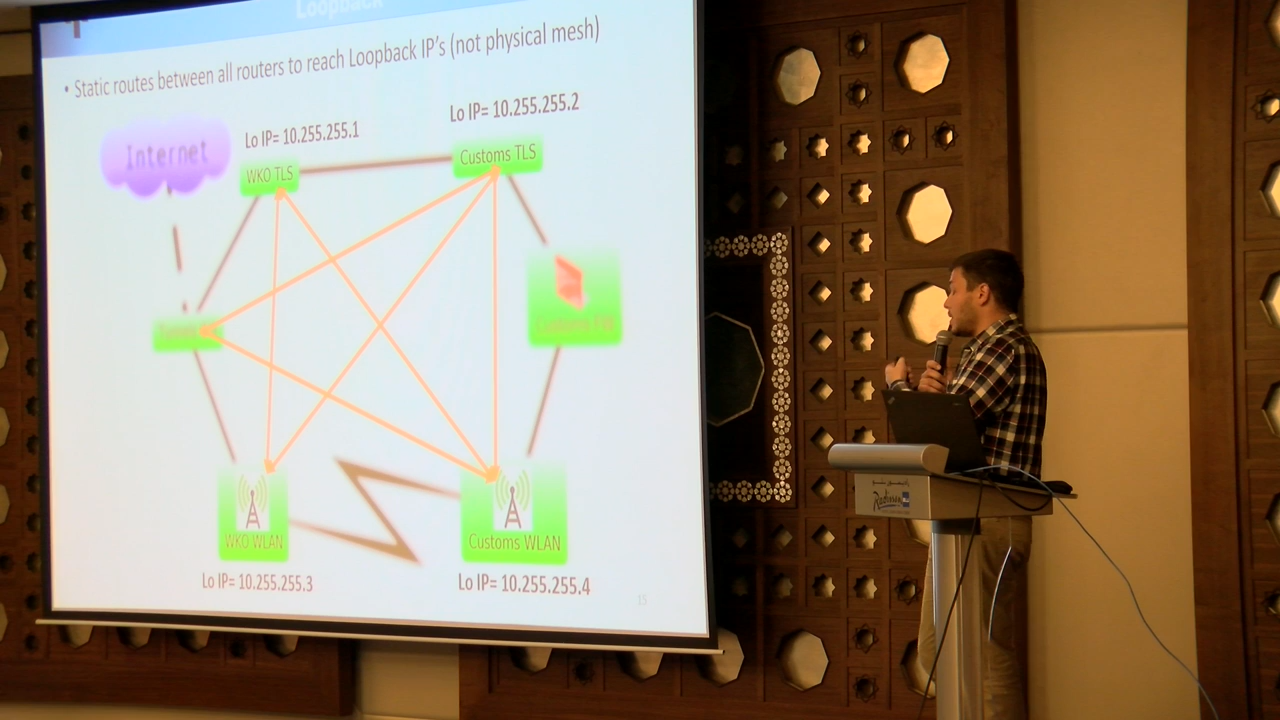 Loopback
• Static routes between all routers to reach Loopback IP's (not physical mesh)
Lo IP= 10.255.255.2
Lo IP= 10.255.255.1
Internet
Customs TLS
WKO TLS
Customs FW
WKO WLAN
Customs WLAN
Lo IP= 10.255.255.3
Lo IP= 10.255.255.4
15
Radisson